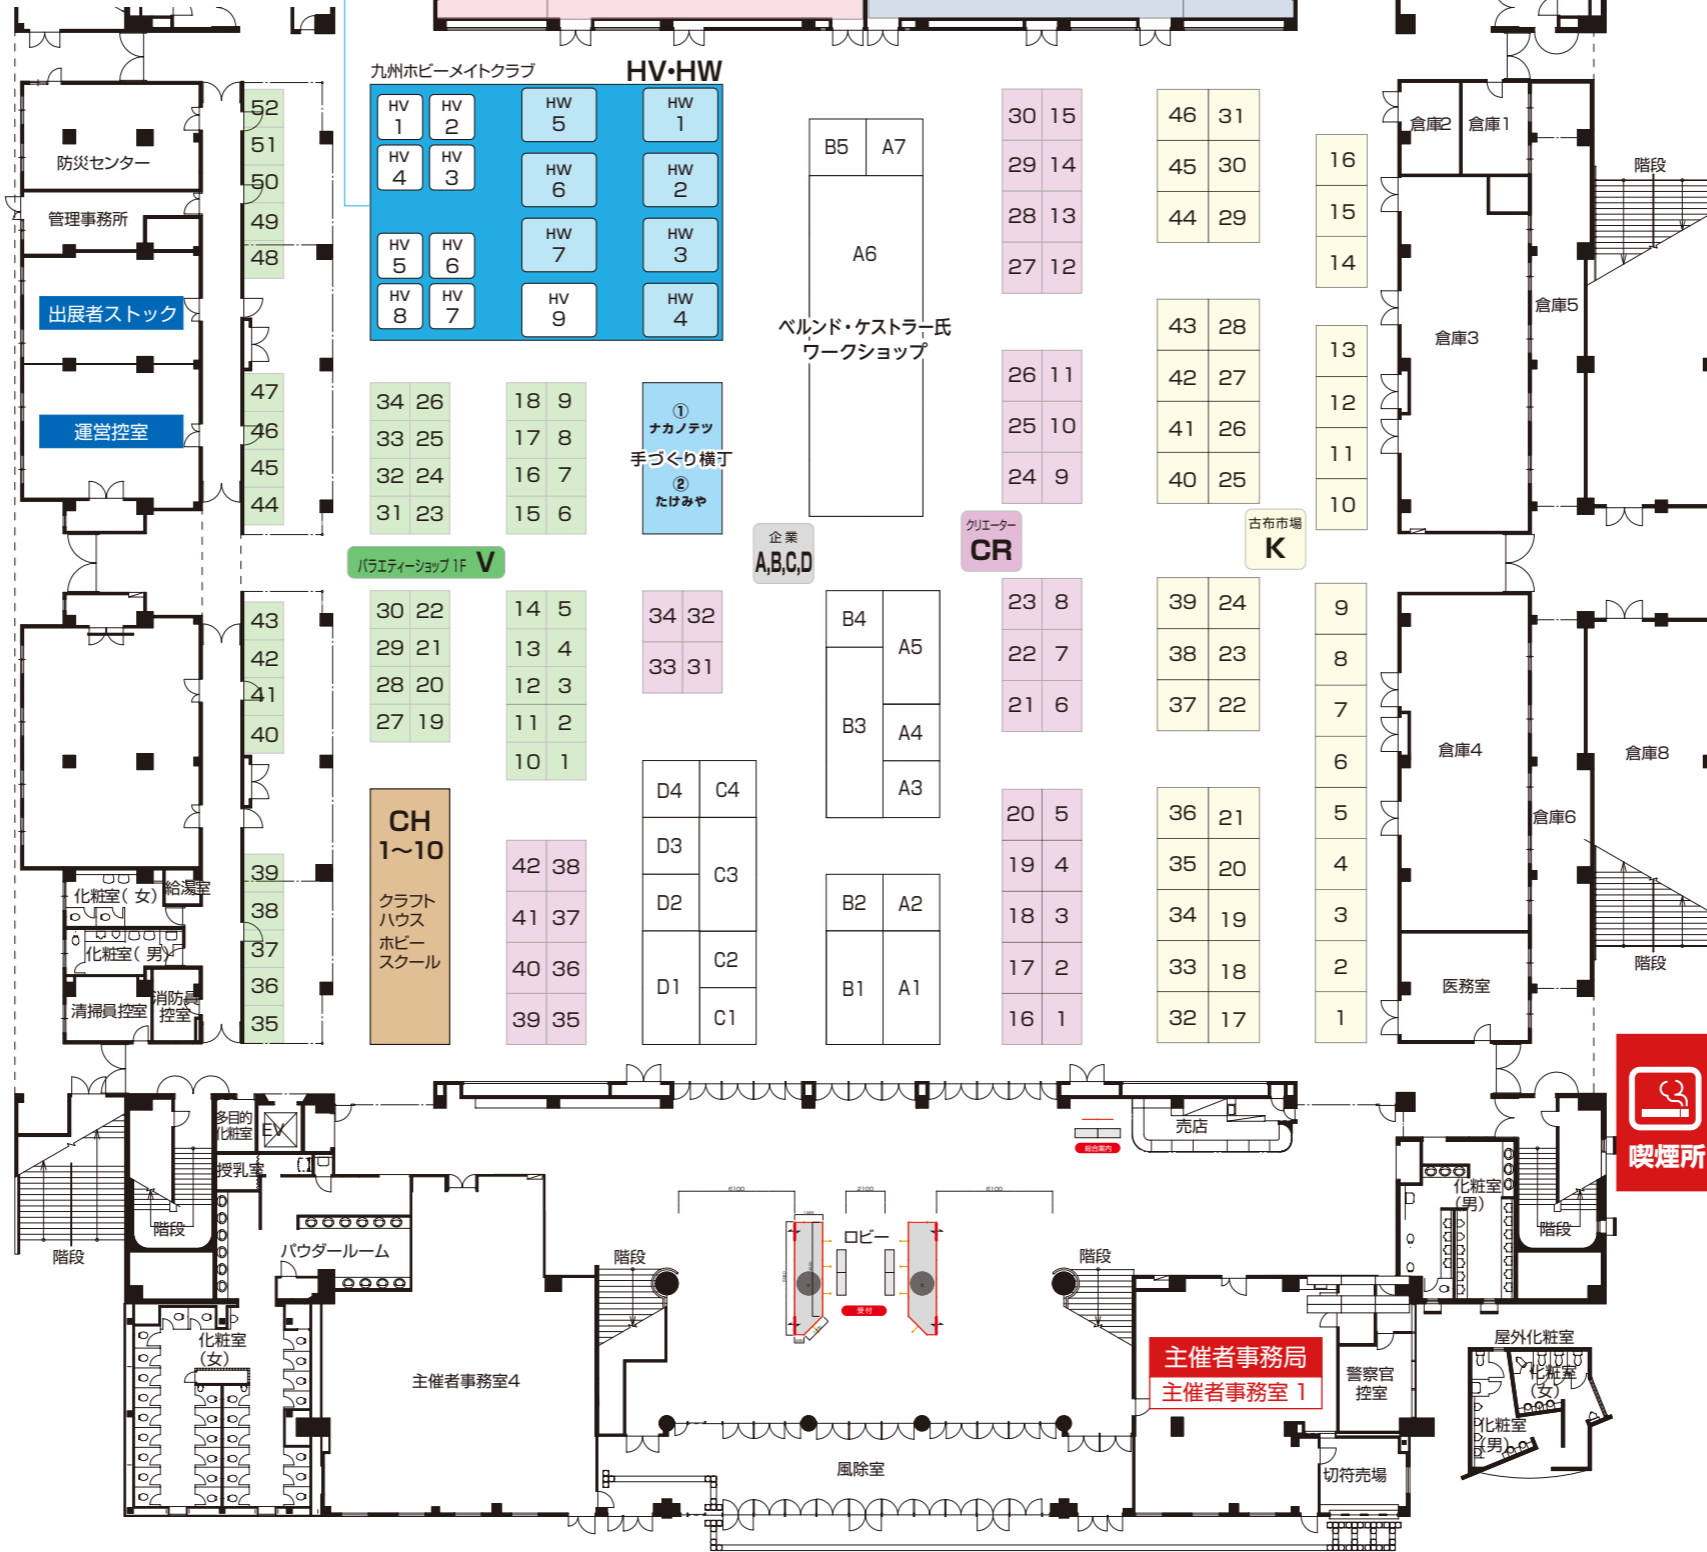 九州ホビーメイトクラブ
HV・HW
HV 1
HV 2
HW 5
HW 1
HV 4
HV 3
HW 6
HW 2
HV 5
HV 6
HW 7
HW 3
HV 8
HV 7
HV 9
HW 4
防災センター
管理事務所
出展者ストック
運営控室
52
51
50
49
48
47
46
45
44
43
42
41
40
39
38
37
36
35
34 26
33 25
32 24
31 23
18 9
17 8
16 7
15 6
①
ナカノテツ
手づくり横丁
②
たけみや
バラエティーショップ 1F V
30 22
29 21
28 20
27 19
14 5
13 4
12 3
11 2
10 1
34 32
33 31
CH
1〜10
クラフト
ハウス
ホビー
スクール
42 38
41 37
40 36
39 35
B5 A7
A6
ベルンド・ケストラー氏
ワークショップ
企業
A,B,C,D
B4
A5
B3
A4
A3
D4 C4
D3
C3
D2
C2
D1
C1
B2 A2
B1 A1
30 15
29 14
28 13
27 12
26 11
25 10
24 9
クリエーター
CR
23 8
22 7
21 6
20 5
19 4
18 3
17 2
16 1
46 31
45 30
44 29
43 28
42 27
41 26
40 25
古布市場
K
39 24
38 23
37 22
36 21
35 20
34 19
33 18
32 17
16
15
14
13
12
11
10
9
8
7
6
5
4
3
2
1
倉庫2
倉庫1
倉庫3
倉庫5
階段
倉庫4
倉庫6
倉庫8
医務室
階段
化粧室( 女)
給湯室
化粧室( 男)
清掃員控室
消防員
控室
喫煙所
多目的
化粧室
EV
授乳室
階段
階段
パウダールーム
化粧室
(女)
主催者事務室4
階段
6100
2100
6100
ロビー
受付
総合案内
売店
階段
主催者事務局
主催者事務室 1
警察官
控室
切符売場
風除室
化粧室
(男)
階段
屋外化粧室
化粧室
(女)
化粧室
(男)